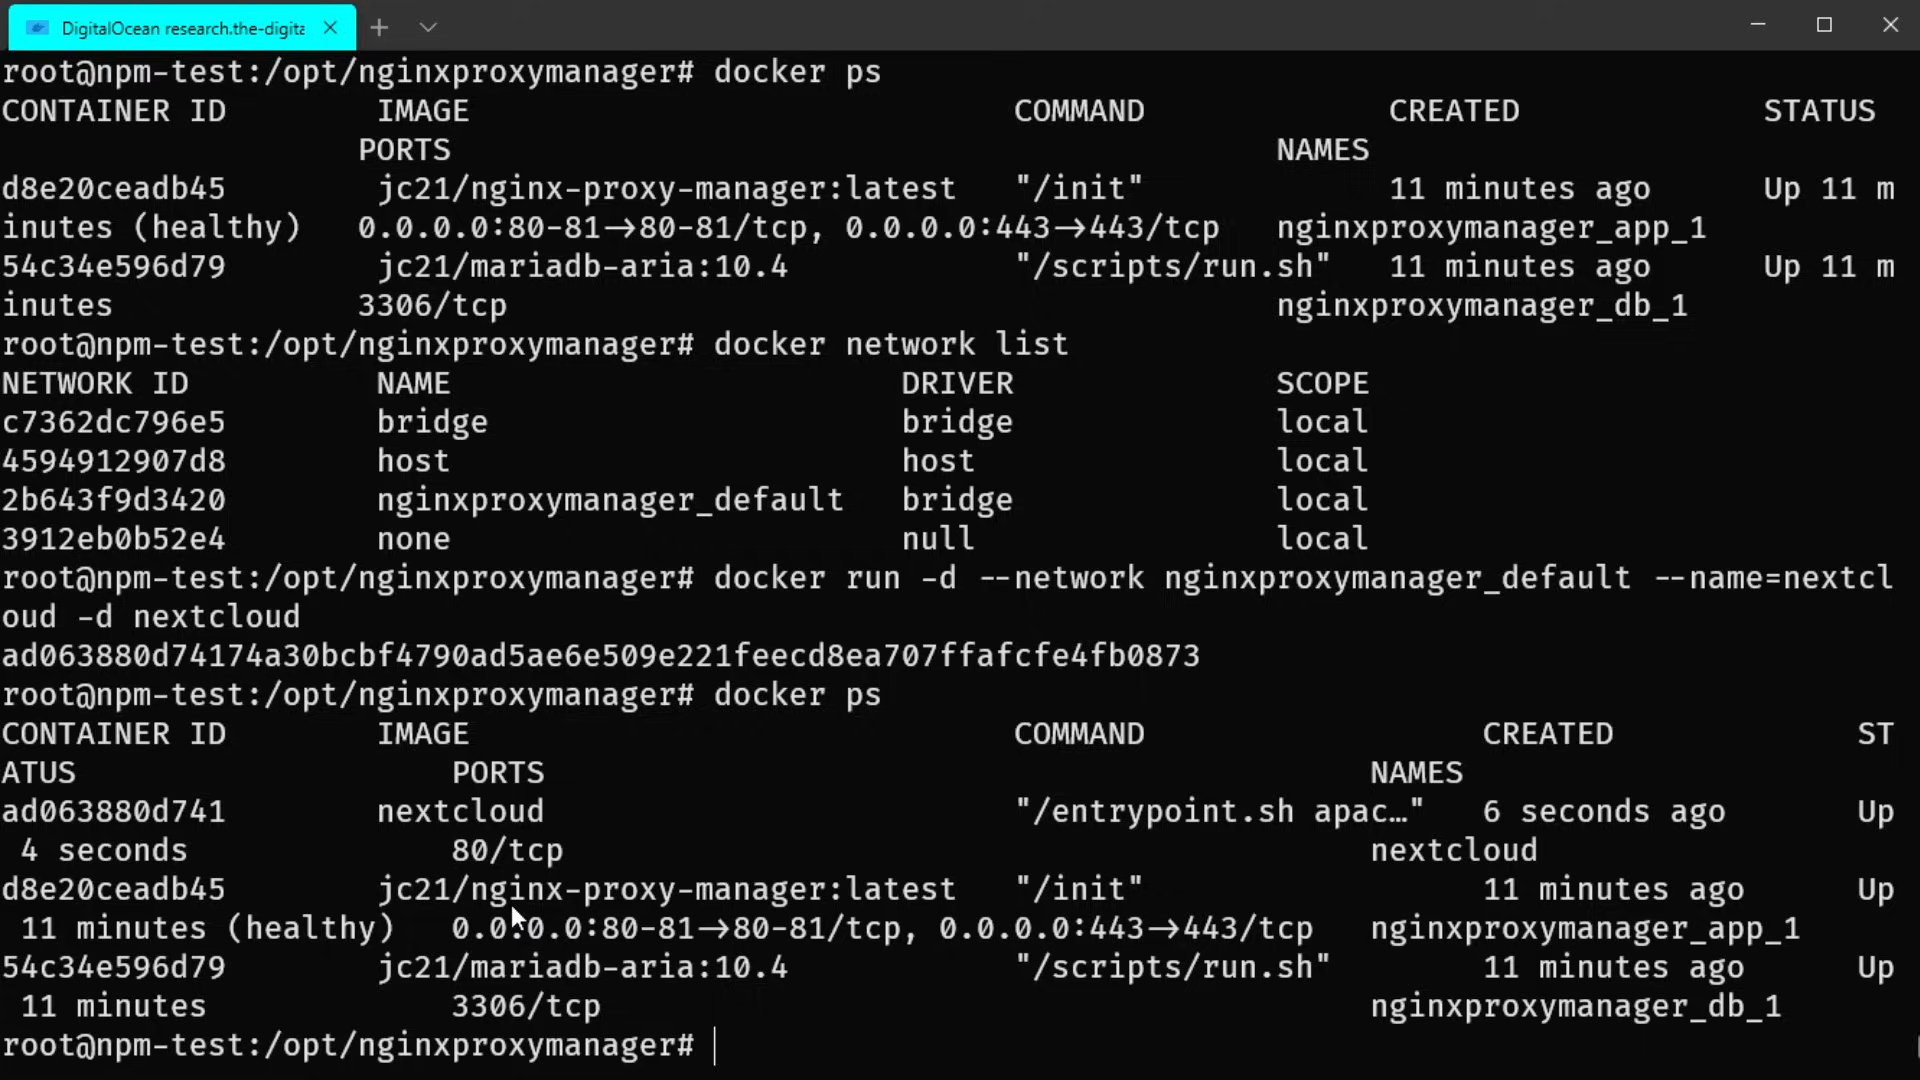 DigitalOcean research.the-digita
root@npm-test:/opt/nginxproxymanager# docker ps
CONTAINER ID        IMAGE                             COMMAND             CREATED             STATUS
                   PORTS                                            NAMES
d8e20ceadb45        jc21/nginx-proxy-manager:latest   "/init"             11 minutes ago      Up 11 m
inutes (healthy)   0.0.0.0:80-81->80-81/tcp, 0.0.0.0:443->443/tcp   nginxproxymanager_app_1
54c34e596d79        jc21/mariadb-aria:10.4            "/scripts/run.sh"   11 minutes ago      Up 11 m
inutes             3306/tcp                                         nginxproxymanager_db_1
root@npm-test:/opt/nginxproxymanager# docker network list
NETWORK ID          NAME                        DRIVER              SCOPE
c7362dc796e5        bridge                      bridge              local
4594912907d8        host                        host                local
2b643f9d3420        nginxproxymanager_default   bridge              local
3912eb0b52e4        none                        null                local
root@npm-test:/opt/nginxproxymanager# docker run -d --network nginxproxymanager_default --name=nextcl
oud -d nextcloud
ad063880d74174a30bcbf4790ad5ae6e509e221feecd8ea707ffafcfe4fb0873
root@npm-test:/opt/nginxproxymanager# docker ps
CONTAINER ID        IMAGE                             COMMAND                  CREATED             ST
ATUS                    PORTS                                            NAMES
ad063880d741        nextcloud                         "/entrypoint.sh apac…"   6 seconds ago       Up
 4 seconds              80/tcp                                           nextcloud
d8e20ceadb45        jc21/nginx-proxy-manager:latest   "/init"                  11 minutes ago      Up
 11 minutes (healthy)   0.0.0.0:80-81->80-81/tcp, 0.0.0.0:443->443/tcp   nginxproxymanager_app_1
54c34e596d79        jc21/mariadb-aria:10.4            "/scripts/run.sh"        11 minutes ago      Up
 11 minutes             3306/tcp                                         nginxproxymanager_db_1
root@npm-test:/opt/nginxproxymanager#